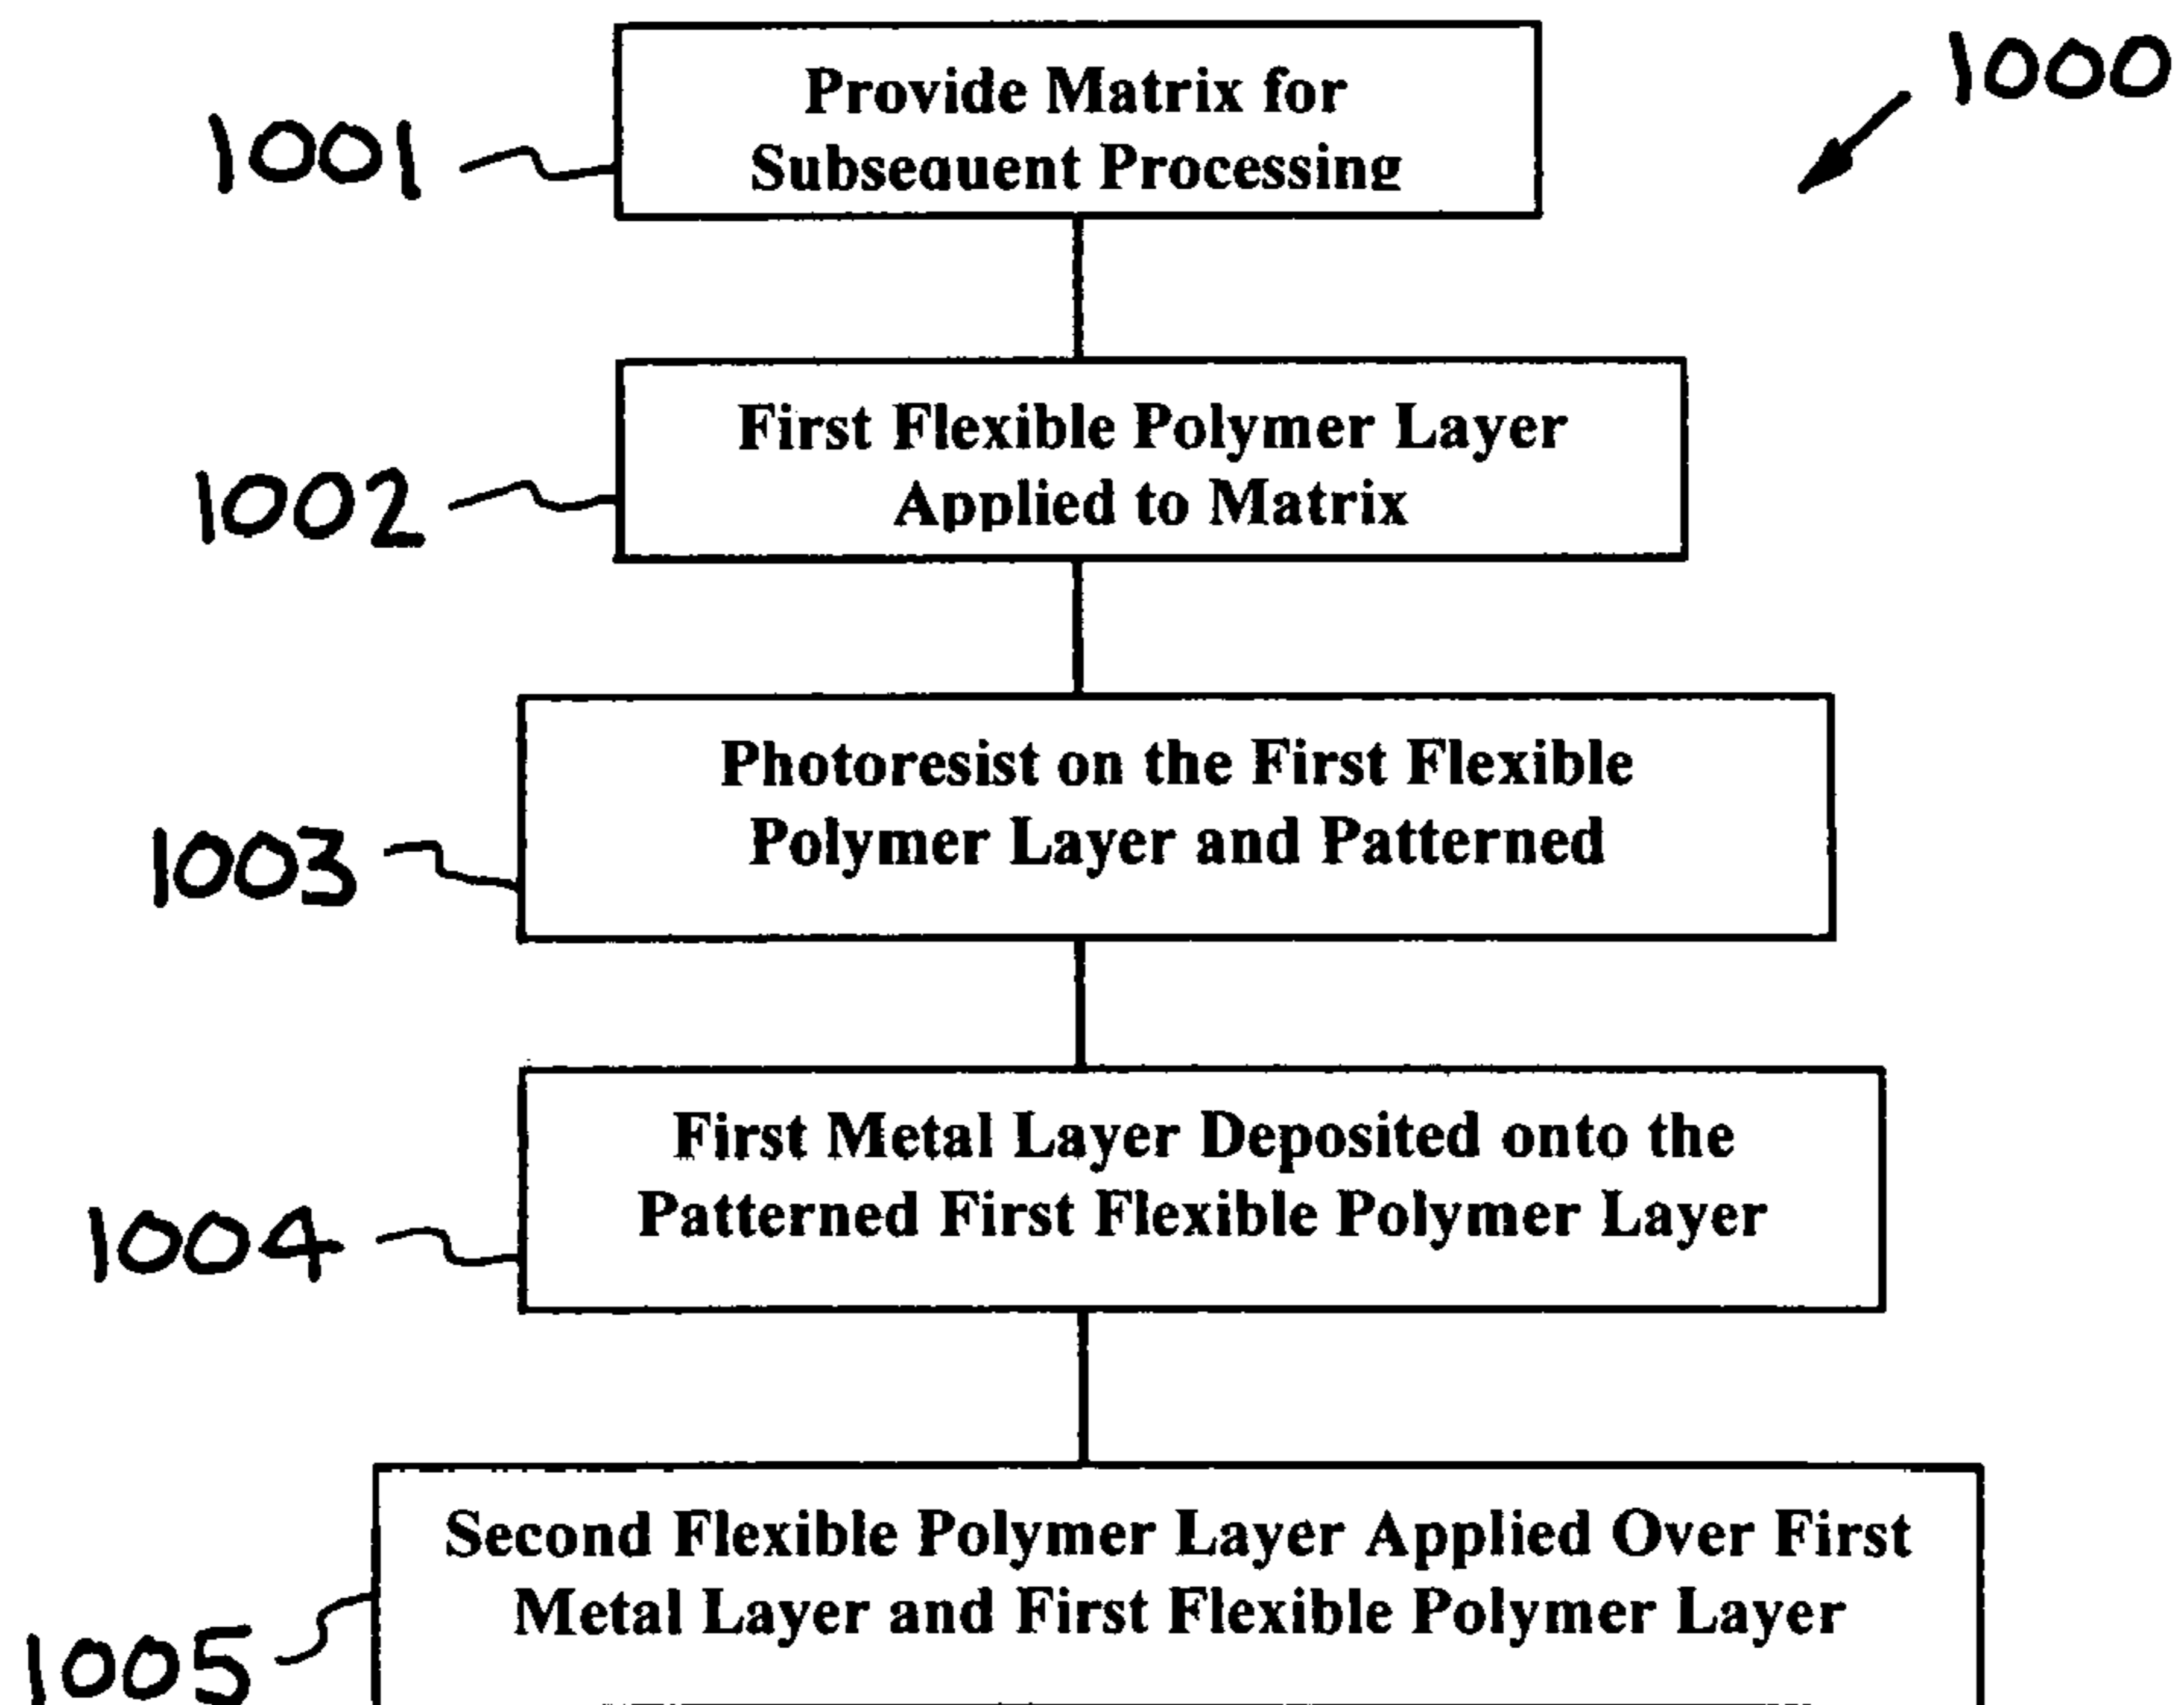 1000
1001
Provide Matrix for
Subsequent Processing
1002
First Flexible Polymer Layer
Applied to Matrix
1003
Photoresist on the First Flexible
Polymer Layer and Patterned
1004
First Metal Layer Deposited onto the
Patterned First Flexible Polymer Layer
1005
Second Flexible Polymer Layer Applied Over First
Metal Layer and First Flexible Polymer Layer